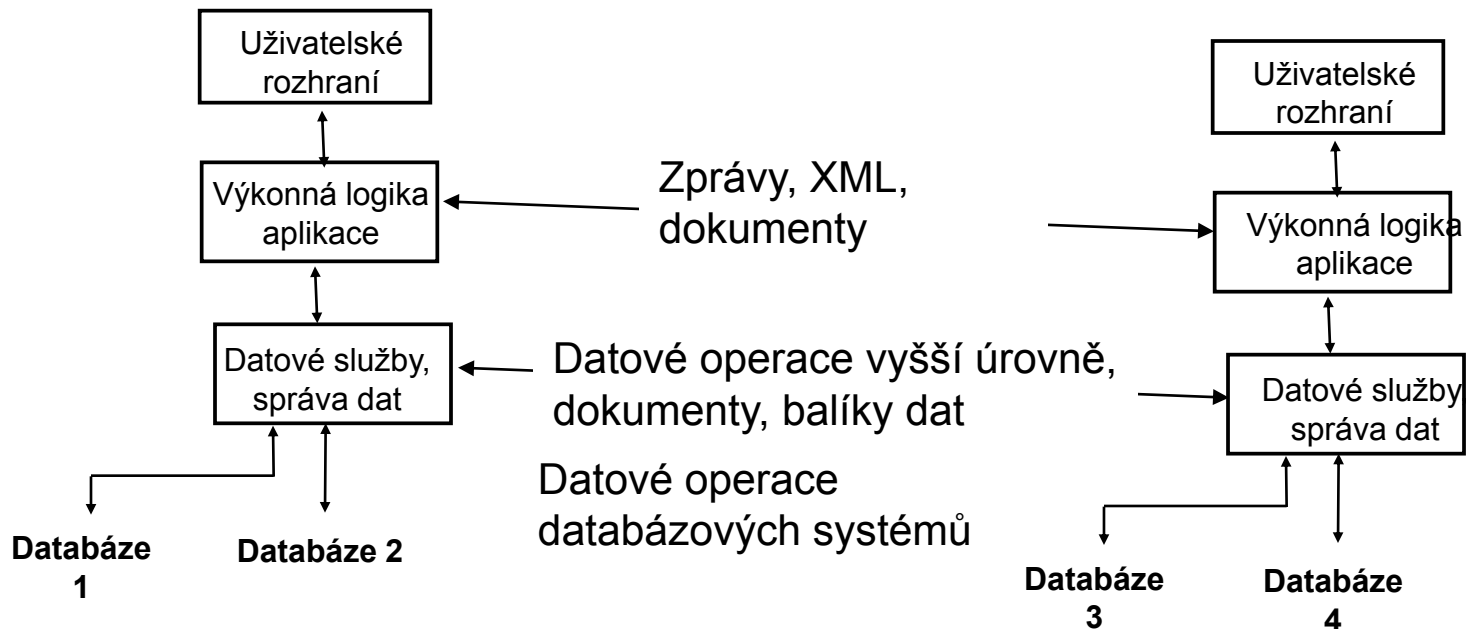 Uživatelské
rozhraní
Výkonná logika
aplikace
Datové služby,
správa dat
Databáze
1
Databáze 2
Zprávy, XML,
dokumenty
Datové operace vyšší úrovně,
dokumenty, balíky dat
Datové operace
databázových systémů
Uživatelské
rozhraní
Výkonná logika
aplikace
Datové služby
správa dat
Databáze
3
Databáze
4